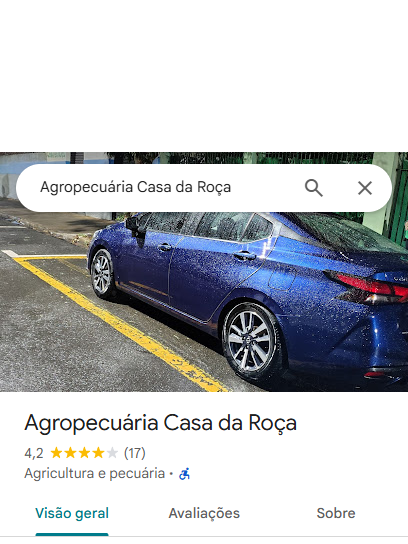 Agropecuária Casa da Roça
Agropecuária Casa da Roça
4,2 (17)
Agricultura e pecuária ·
Visão geral Avaliações Sobre